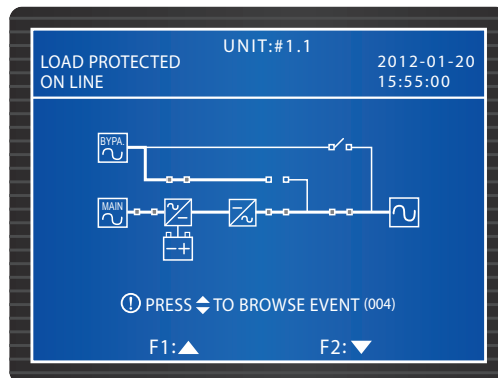 UNIT:#1.1
LOAD PROTECTED
2012-01-20
ON LINE
15:55:00
BYPA.
MAIN
PRESS TO BROWSE EVENT (004)
F1:
F2: